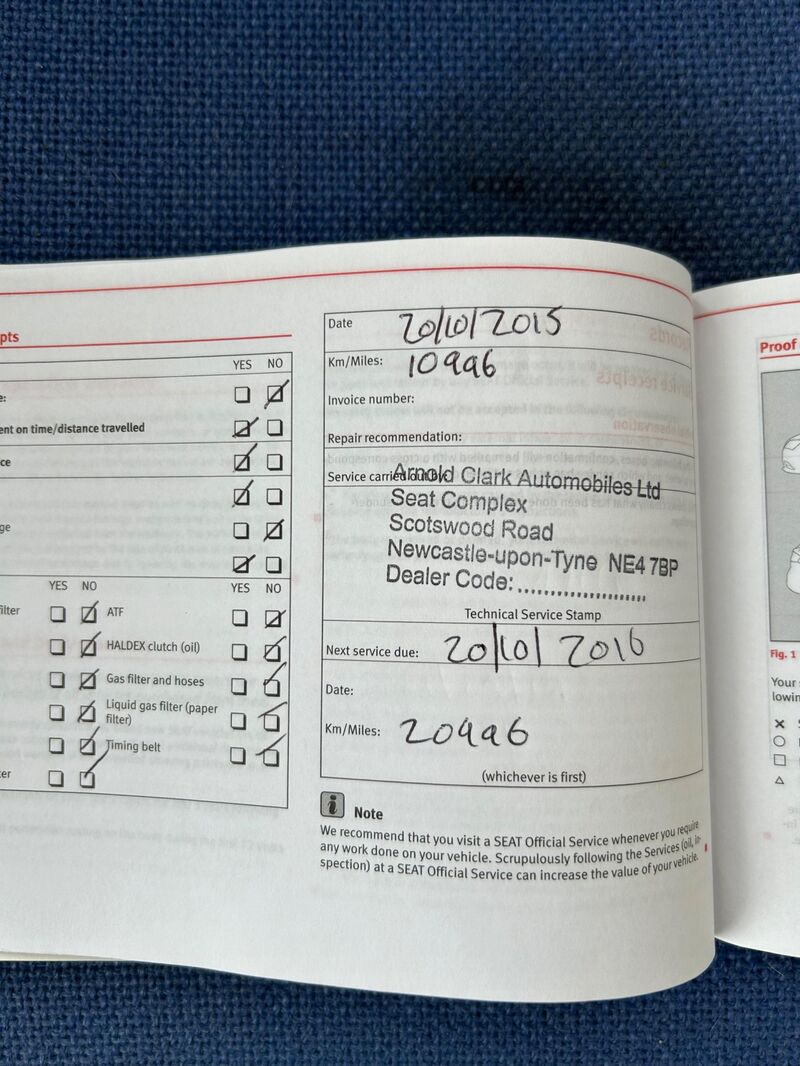 pts
YES NO
e:
ent on time/distance travelled
ce
ge
YES NO YES NO
filter ATF
HALDEX clutch (oil)
Gas filter and hoses
Liquid gas filter (paper
filter)
Timing belt
ter
Date 20/10/2015
Km/Miles: 10996
Invoice number:
Repair recommendation:
Service carried out by:
Arnold Clark Automobiles Ltd
Seat Complex
Scotswood Road
Newcastle-upon-Tyne NE4 7BP
Dealer Code:......................
Technical Service Stamp
Next service due: 20/10/2016
Date:
Km/Miles: 20996
(whichever is first)
i Note
We recommend that you visit a SEAT Official Service whenever you require
any work done on your vehicle. Scrupulously following the Services (oil, in-
spection) at a SEAT Official Service can increase the value of your vehicle.
Proof
Fig. 1
Your
lowin